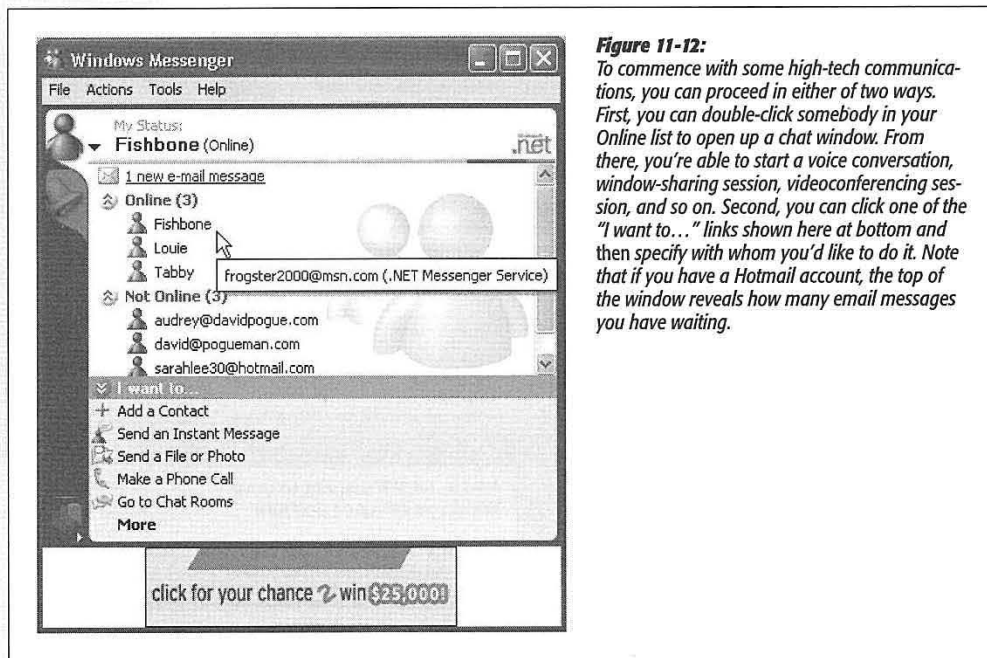 Windows Messenger
File Actions Tools Help
My Status:
Fishbone (Online)
.net
1 new e-mail message
Online (3)
Fishbone
Louie
Tabby
frogster2000@msn.com (.NET Messenger Service)
Not Online (3)
audrey@davidpogue.com
david@pogueman.com
sarahlee30@hotmail.com
I want to...
Add a Contact
Send an Instant Message
Send a File or Photo
Make a Phone Call
Go to Chat Rooms
More
click for your chance 2 win $25,000!
Figure 11-12:
To commence with some high-tech communica-
tions, you can proceed in either of two ways.
First, you can double-click somebody in your
Online list to open up a chat window. From
there, you're able to start a voice conversation,
window-sharing session, videoconferencing ses-
sion, and so on. Second, you can click one of the
"I want to…" links shown here at bottom and
then specify with whom you'd like to do it. Note
that if you have a Hotmail account, the top of
the window reveals how many email messages
you have waiting.